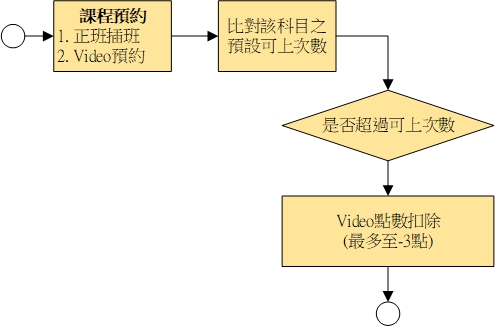 課程預約
1. 正班插班
2. Video預約
比對該科目之
預設可上次數
是否超過可上次數
Video點數扣除
(最多至-3點)